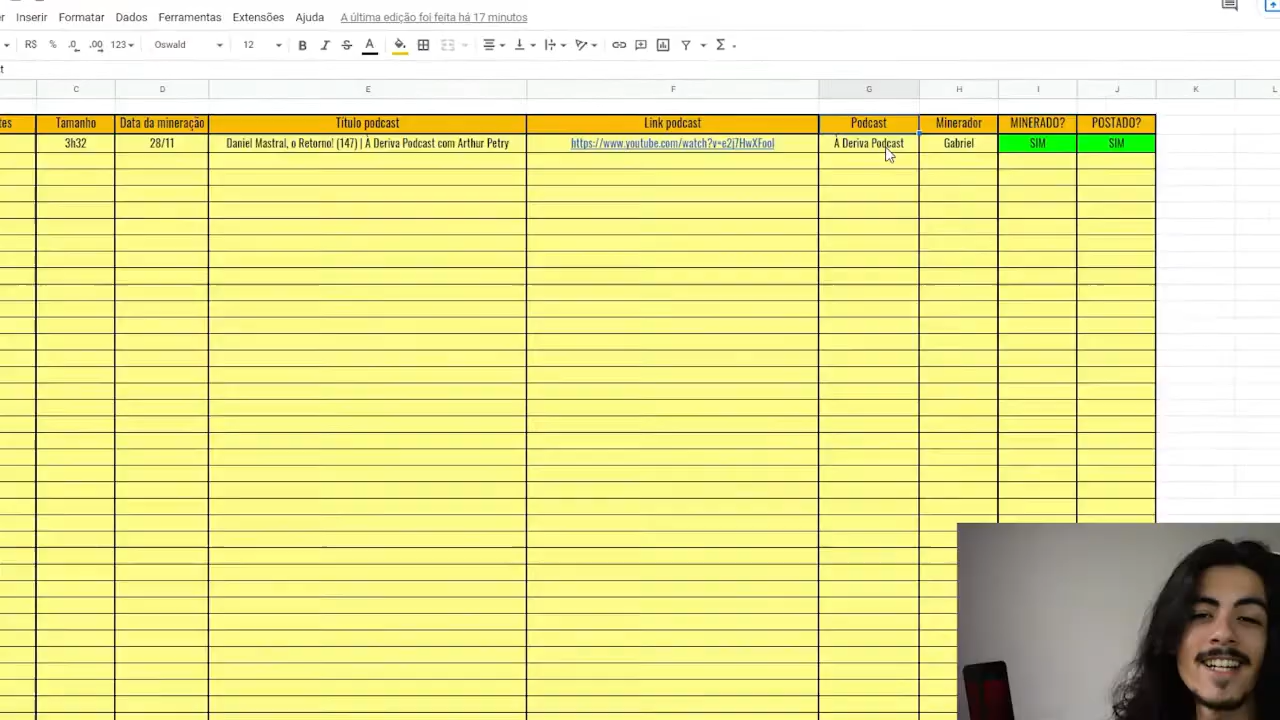 Inserir Formatar Dados Ferramentas Extensões Ajuda A última edição foi feita há 17 minutos
R$ % .0 .00 123 Oswald 12 B I S A
C D E F G H I J K L
Tamanho Data da mineração Título podcast Link podcast Podcast Minerador MINERADO? POSTADO?
3h32 28/11 Daniel Mastral, o Retorno! (147) | À Deriva Podcast com Arthur Petry https://www.youtube.com/watch?v=e2j7HwXFooI À Deriva Podcast Gabriel SIM SIM